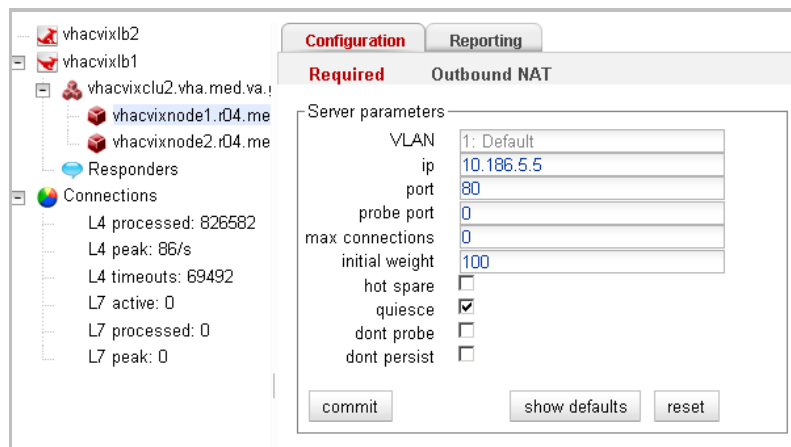 vhacvixlb2
vhacvixlb1
vhacvixclu2.vha.med.va.
vhacvixnode1.r04.me
vhacvixnode2.r04.me
Responders
Connections
L4 processed: 826582
L4 peak: 86/s
L4 timeouts: 69492
L7 active: 0
L7 processed: 0
L7 peak: 0
Configuration Reporting
Required Outbound NAT
Server parameters
VLAN 1: Default
ip 10.186.5.5
port 80
probe port 0
max connections 0
initial weight 100
hot spare
quiesce
dont probe
dont persist
commit show defaults reset